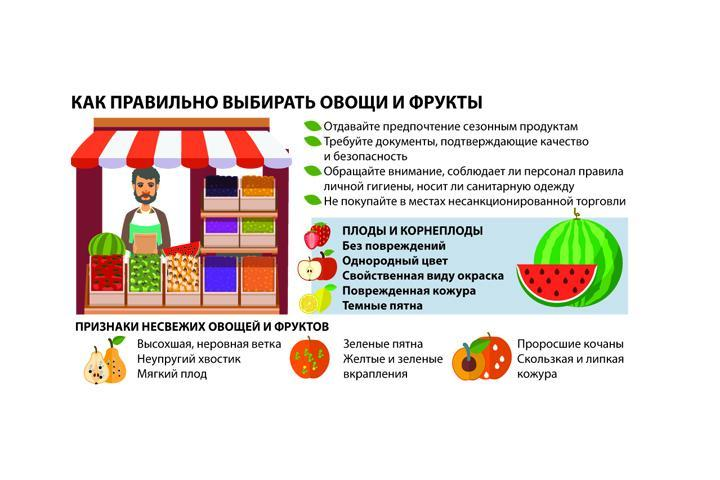 КАК ПРАВИЛЬНО ВЫБИРАТЬ ОВОЩИ И ФРУКТЫ
Отдавайте предпочтение сезонным продуктам
Требуйте документы, подтверждающие качество
и безопасность
Обращайте внимание, соблюдает ли персонал правила
личной гигиены, носит ли санитарную одежду
Не покупайте в местах несанкционированной торговли
ПЛОДЫ И КОРНЕПЛОДЫ
Без повреждений
Однородный цвет
Свойственная виду окраска
Поврежденная кожура
Темные пятна
ПРИЗНАКИ НЕСВЕЖИХ ОВОЩЕЙ И ФРУКТОВ
Высохшая, неровная ветка
Неупругий хвостик
Мягкий плод
Зеленые пятна
Желтые и зеленые
вкрапления
Проросшие кочаны
Скользкая и липкая
кожура